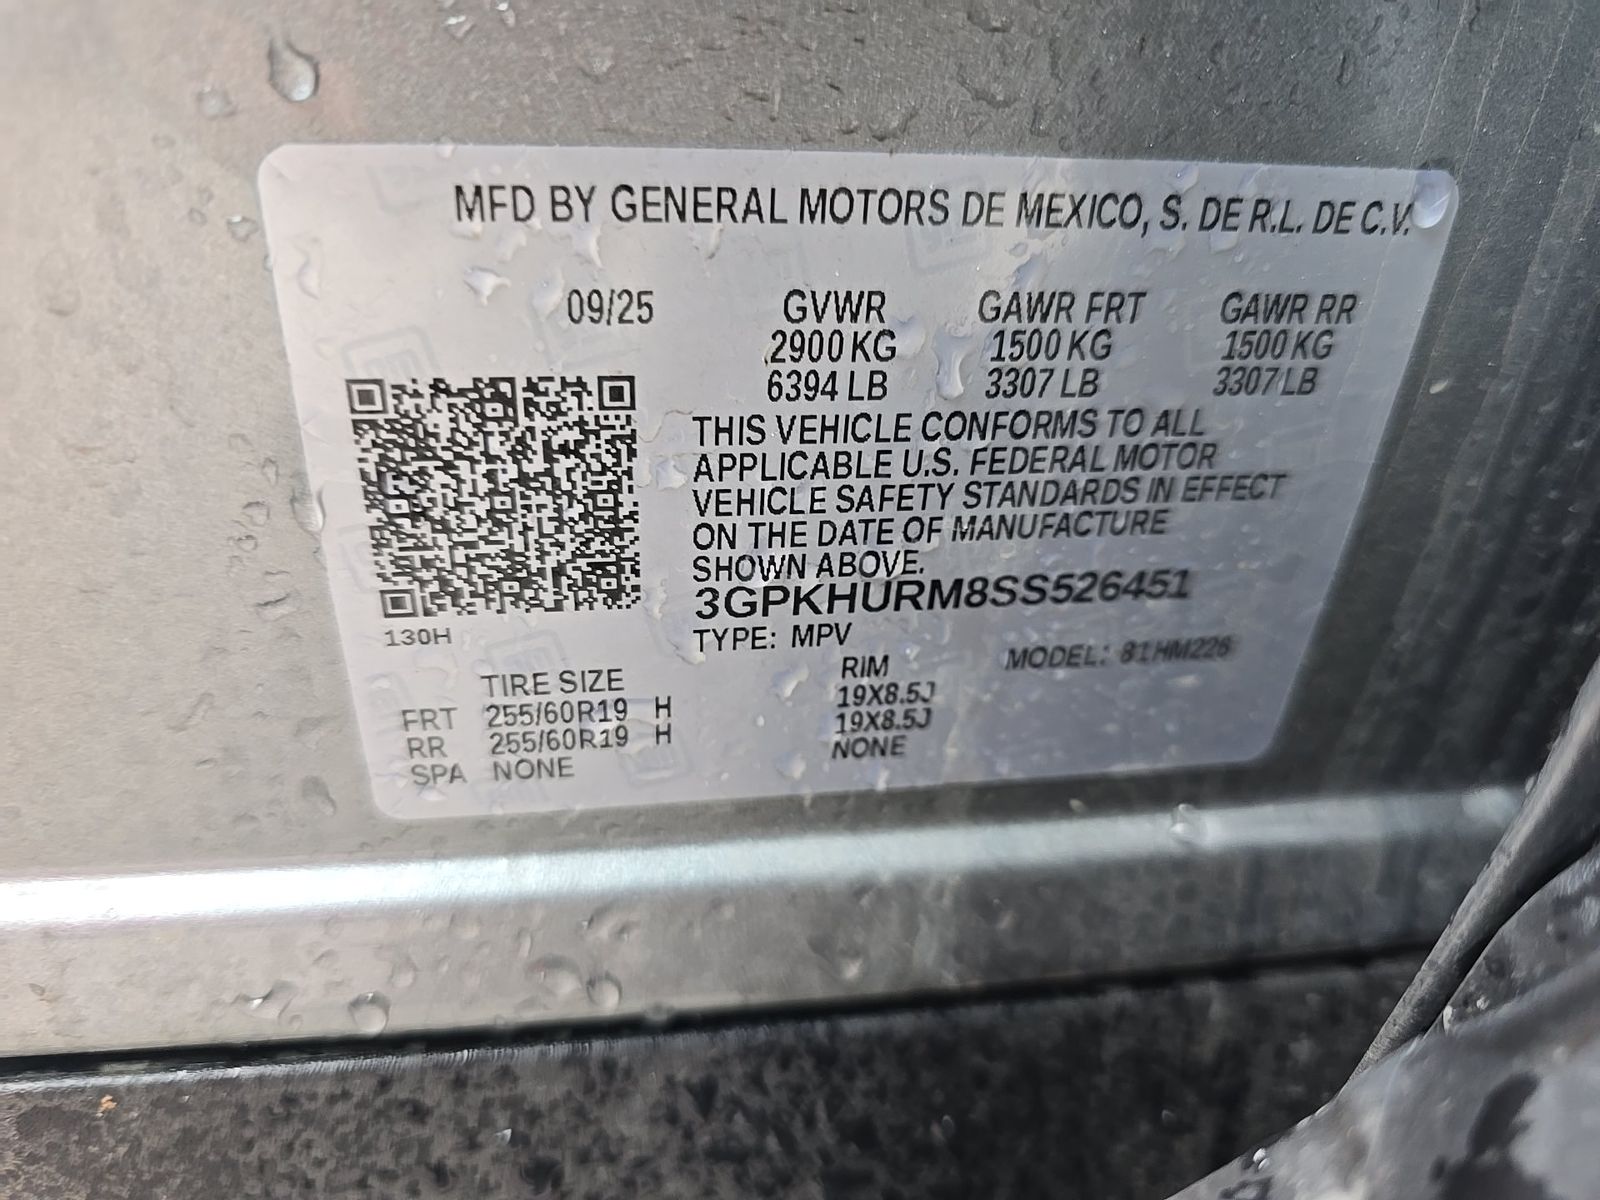 MFD BY GENERAL MOTORS DE MEXICO, S. DE R.L. DE C.V.
09/25 GVWR GAWR FRT GAWR RR
2900 KG 1500 KG 1500 KG
6394 LB 3307 LB 3307 LB
THIS VEHICLE CONFORMS TO ALL
APPLICABLE U.S. FEDERAL MOTOR
VEHICLE SAFETY STANDARDS IN EFFECT
ON THE DATE OF MANUFACTURE
SHOWN ABOVE.
3GPKHURM8SS526451
130H
TYPE: MPV
MODEL: 81HM226
TIRE SIZE RIM
FRT 255/60R19 H 19X8.5J
RR 255/60R19 H 19X8.5J
SPA NONE NONE